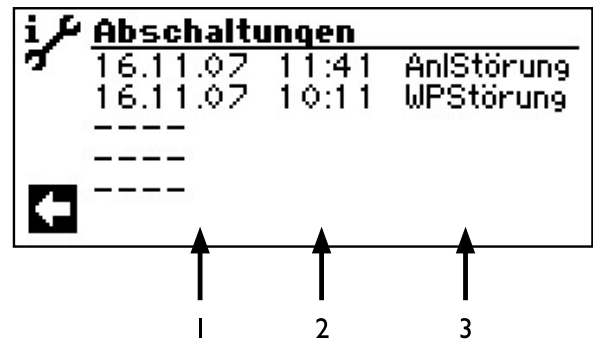 i
Abschaltungen
16.11.07 11:41 AnlStörung
16.11.07 10:11 WPStörung
----
----
----
1 2 3